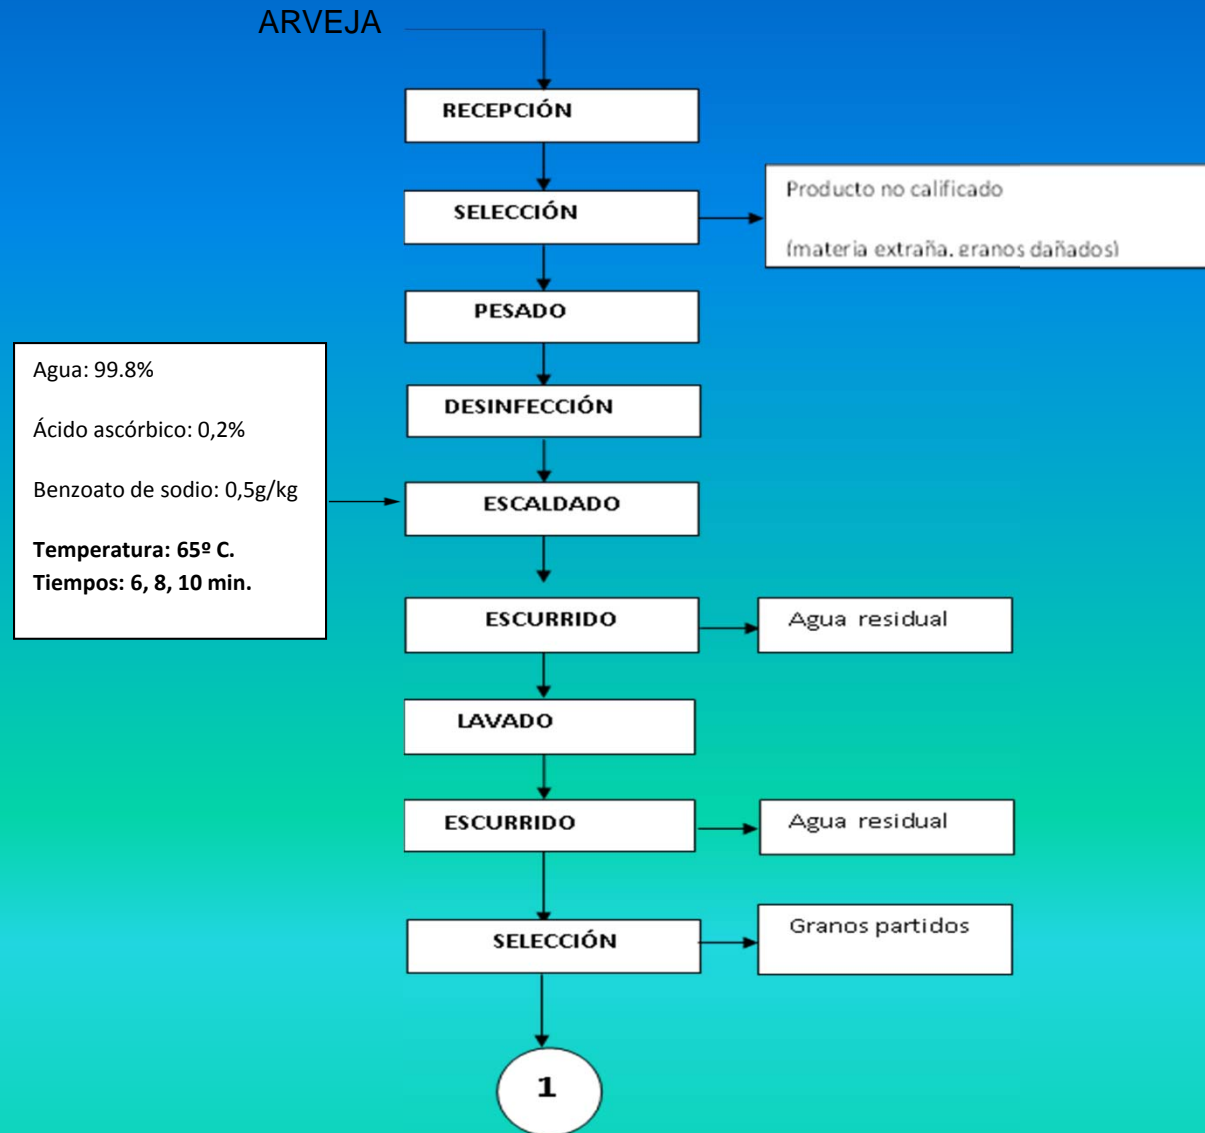 ARVEJA
RECEPCIÓN
SELECCIÓN
Producto no calificado
(materia extraña, granos dañados)
PESADO
DESINFECCIÓN
Agua: 99.8%
Ácido ascórbico: 0,2%
Benzoato de sodio: 0,5g/kg
Temperatura: 65º C.
Tiempos: 6, 8, 10 min.
ESCALDADO
ESCURRIDO
Agua residual
LAVADO
ESCURRIDO
Agua residual
SELECCIÓN
Granos partidos
1